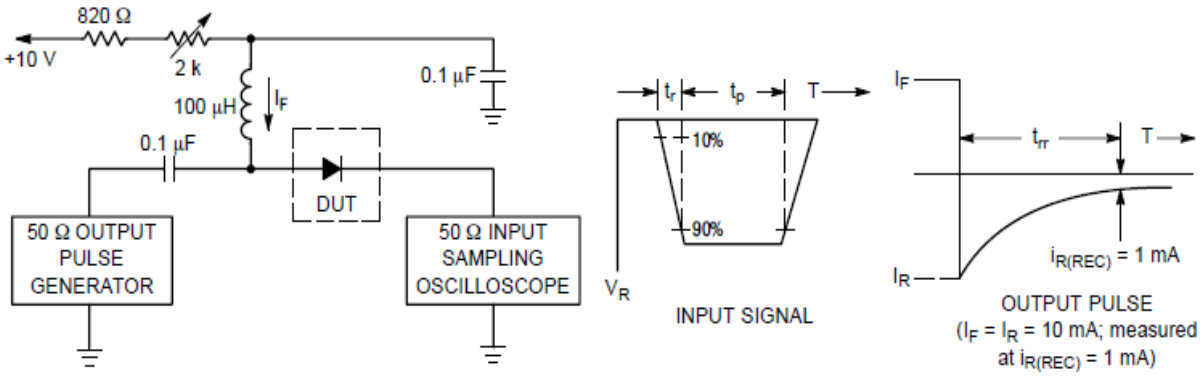 820 Ω
+10 V
2 k
100 µH
I_F
0.1 µF
0.1 µF
DUT
50 Ω OUTPUT
PULSE
GENERATOR
50 Ω INPUT
SAMPLING
OSCILLOSCOPE
t_r
t_p
T
10%
90%
V_R
INPUT SIGNAL
I_F
t_rr
T
I_R
i_R(REC) = 1 mA
OUTPUT PULSE
(I_F = I_R = 10 mA; measured
at i_R(REC) = 1 mA)